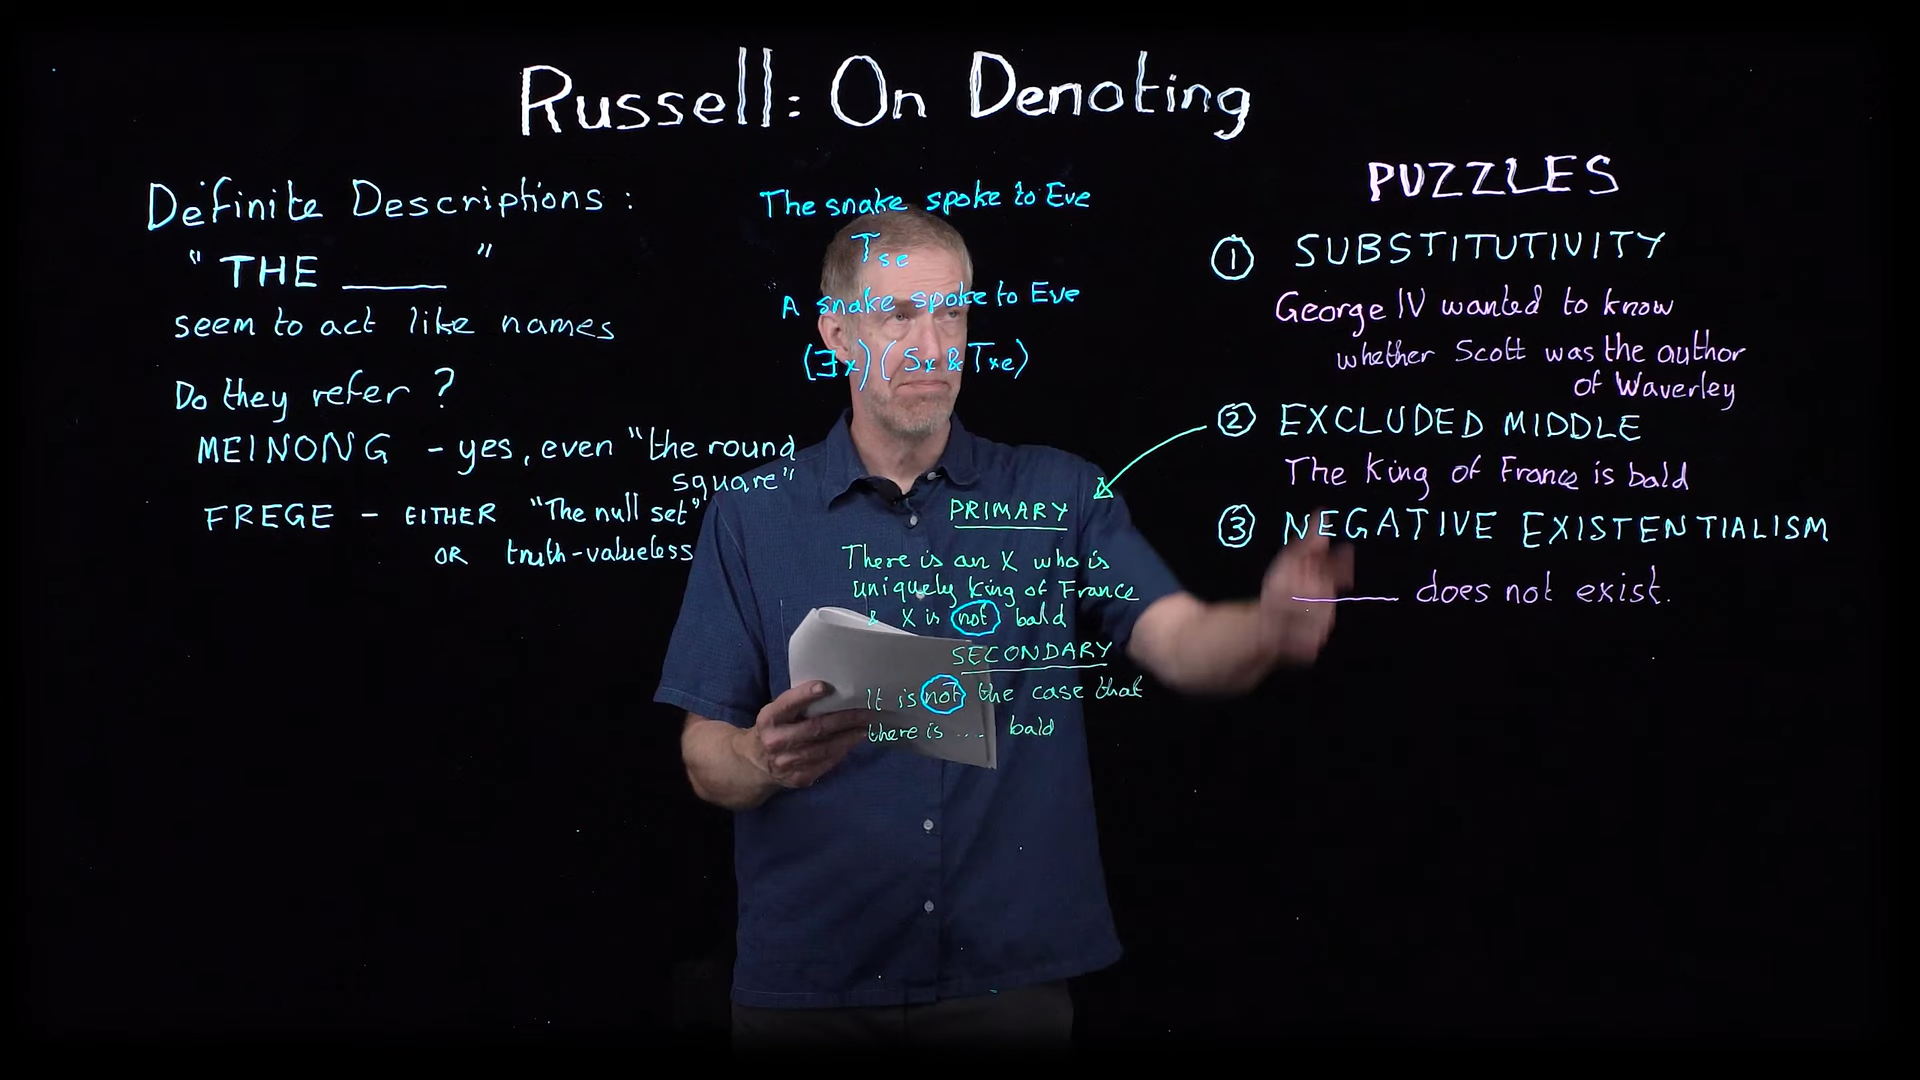 Russell: On Denoting
Definite Descriptions:
"THE ____"
seem to act like names
Do they refer?
MEINONG - yes, even "the round
square"
FREGE - EITHER "The null set"
OR truth-valueless
The snake spoke to Eve
Tse
A snake spoke to Eve
(∃x)(Sx & Txe)
PRIMARY
There is an X who is
uniquely King of France
& X is not bald
SECONDARY
It is not the case that
there is ... bald
PUZZLES
① SUBSTITUTIVITY
George IV wanted to know
whether Scott was the author
of Waverley
② EXCLUDED MIDDLE
The King of France is bald
③ NEGATIVE EXISTENTIALISM
____ does not exist.